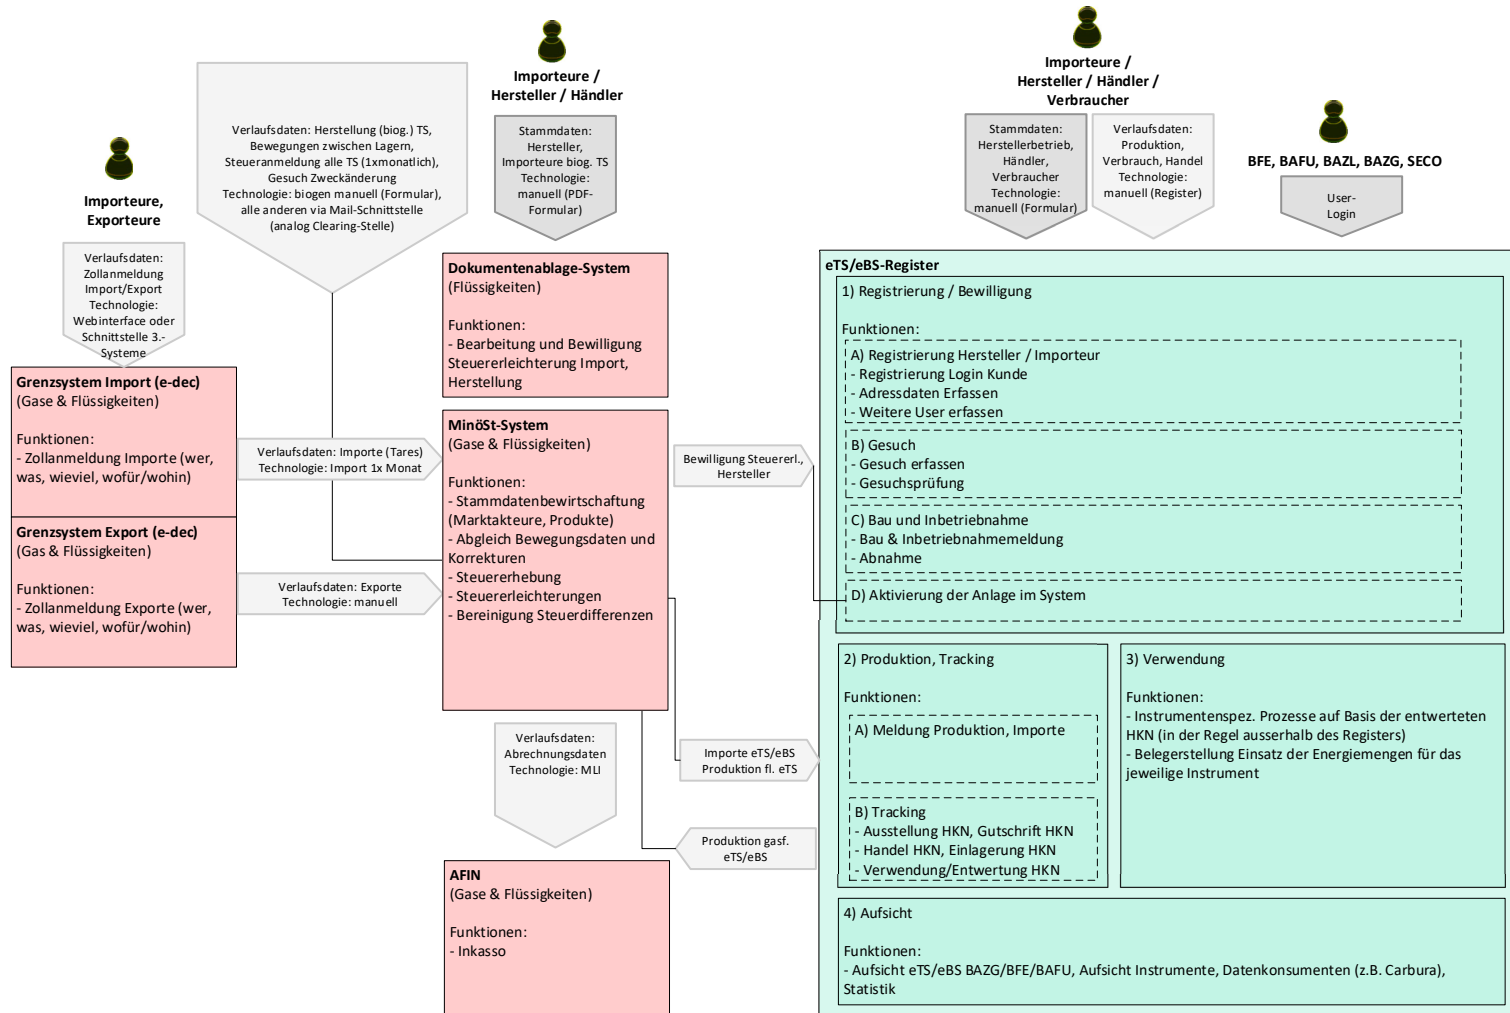 Importeure,
Exporteure
Verlaufsdaten:
Zollanmeldung
Import/Export
Technologie:
Webinterface oder
Schnittstelle 3.-
Systeme
Verlaufsdaten: Herstellung (biog.) TS,
Bewegungen zwischen Lagern,
Steueranmeldung alle TS (1xmonatlich),
Gesuch Zweckänderung
Technologie: biogen manuell (Formular),
alle anderen via Mail-Schnittstelle
(analog Clearing-Stelle)
Importeure /
Hersteller / Händler
Stammdaten:
Hersteller,
Importeure biog. TS
Technologie:
manuell (PDF-
Formular)
Importeure /
Hersteller / Händler /
Verbraucher
Stammdaten:
Herstellerbetrieb,
Händler,
Verbraucher
Technologie:
manuell (Formular)
Verlaufsdaten:
Produktion,
Verbrauch, Handel
Technologie:
manuell (Register)
BFE, BAFU, BAZL, BAZG, SECO
User-
Login
Grenzsystem Import (e-dec)
(Gase & Flüssigkeiten)
Funktionen:
- Zollanmeldung Importe (wer,
was, wieviel, wofür/wohin)
Grenzsystem Export (e-dec)
(Gas & Flüssigkeiten)
Funktionen:
- Zollanmeldung Exporte (wer,
was, wieviel, wofür/wohin)
Verlaufsdaten: Importe (Tares)
Technologie: Import 1x Monat
Verlaufsdaten: Exporte
Technologie: manuell
Dokumentenablage-System
(Flüssigkeiten)
Funktionen:
- Bearbeitung und Bewilligung
Steuererleichterung Import,
Herstellung
MinöSt-System
(Gase & Flüssigkeiten)
Funktionen:
- Stammdatenbewirtschaftung
(Marktakteure, Produkte)
- Abgleich Bewegungsdaten und
Korrekturen
- Steuererhebung
- Steuererleichterungen
- Bereinigung Steuerdifferenzen
Verlaufsdaten:
Abrechnungsdaten
Technologie: MLI
AFIN
(Gase & Flüssigkeiten)
Funktionen:
- Inkasso
Bewilligung Steuererl.,
Hersteller
Importe eTS/eBS
Produktion fl. eTS
Produktion gasf.
eTS/eBS
eTS/eBS-Register
1) Registrierung / Bewilligung
Funktionen:
A) Registrierung Hersteller / Importeur
- Registrierung Login Kunde
- Adressdaten Erfassen
- Weitere User erfassen
B) Gesuch
- Gesuch erfassen
- Gesuchsprüfung
C) Bau und Inbetriebnahme
- Bau & Inbetriebnahmemeldung
- Abnahme
D) Aktivierung der Anlage im System
2) Produktion, Tracking
Funktionen:
A) Meldung Produktion, Importe
B) Tracking
- Ausstellung HKN, Gutschrift HKN
- Handel HKN, Einlagerung HKN
- Verwendung/Entwertung HKN
3) Verwendung
Funktionen:
- Instrumentenspez. Prozesse auf Basis der entwerteten
HKN (in der Regel ausserhalb des Registers)
- Belegerstellung Einsatz der Energiemengen für das
jeweilige Instrument
4) Aufsicht
Funktionen:
- Aufsicht eTS/eBS BAZG/BFE/BAFU, Aufsicht Instrumente, Datenkonsumenten (z.B. Carbura),
Statistik